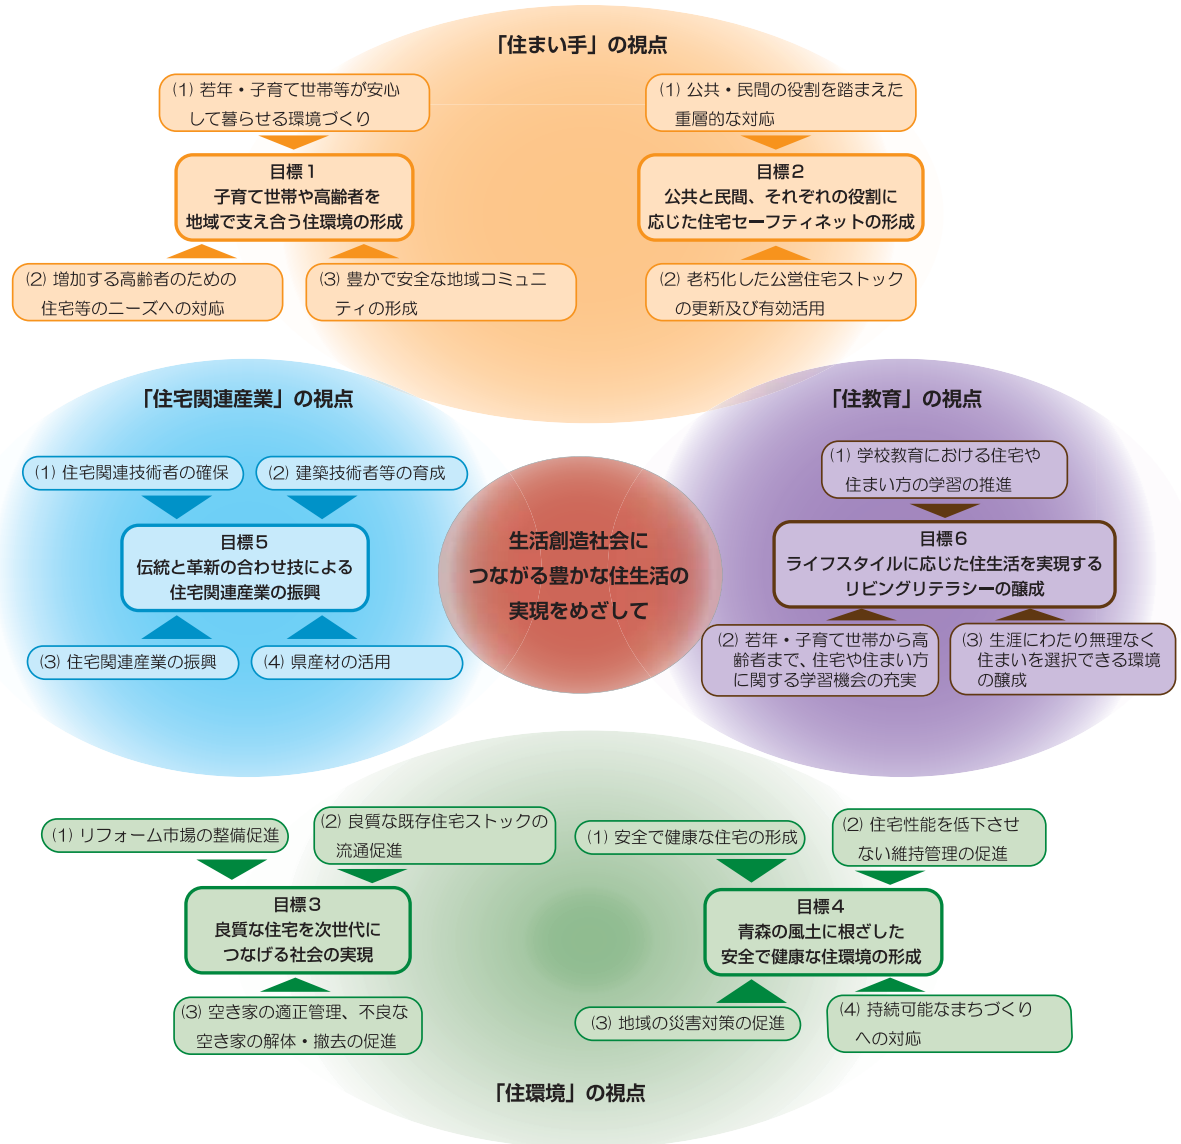 「住まい手」の視点
(1) 若年・子育て世帯等が安心
して暮らせる環境づくり
目標1
子育て世帯や高齢者を
地域で支え合う住環境の形成
(2) 増加する高齢者のための
住宅等のニーズへの対応
(3) 豊かで安全な地域コミュニ
ティの形成
(1) 公共・民間の役割を踏まえた
重層的な対応
目標2
公共と民間、それぞれの役割に
応じた住宅セーフティネットの形成
(2) 老朽化した公営住宅ストック
の更新及び有効活用
「住宅関連産業」の視点
(1) 住宅関連技術者の確保
(2) 建築技術者等の育成
目標5
伝統と革新の合わせ技による
住宅関連産業の振興
(3) 住宅関連産業の振興
(4) 県産材の活用
生活創造社会に
つながる豊かな住生活の
実現をめざして
「住教育」の視点
(1) 学校教育における住宅や
住まい方の学習の推進
目標6
ライフスタイルに応じた住生活を実現する
リビングリテラシーの醸成
(2) 若年・子育て世帯から高
齢者まで、住宅や住まい方
に関する学習機会の充実
(3) 生涯にわたり無理なく
住まいを選択できる環境
の醸成
(1) リフォーム市場の整備促進
(2) 良質な既存住宅ストックの
流通促進
目標3
良質な住宅を次世代に
つなげる社会の実現
(3) 空き家の適正管理、不良な
空き家の解体・撤去の促進
(1) 安全で健康な住宅の形成
(2) 住宅性能を低下させ
ない維持管理の促進
目標4
青森の風土に根ざした
安全で健康な住環境の形成
(3) 地域の災害対策の促進
(4) 持続可能なまちづくり
への対応
「住環境」の視点